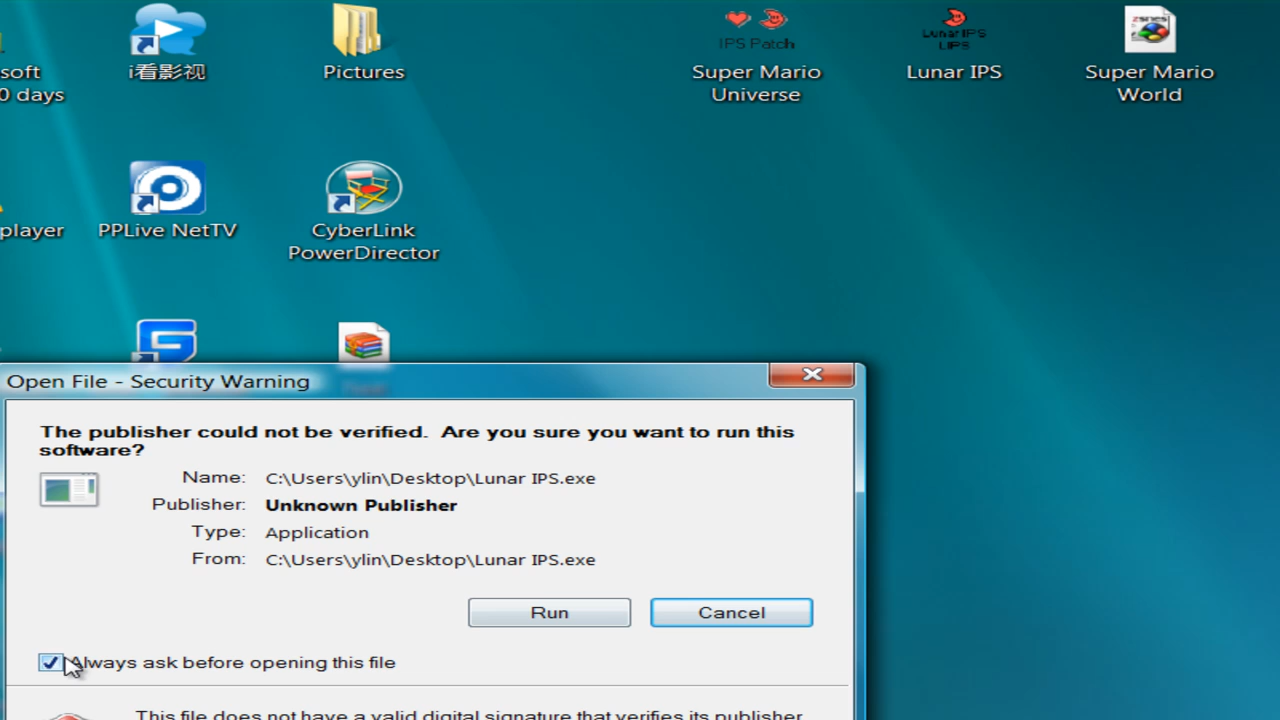 soft
0 days
i看影视
Pictures
IPS Patch
Super Mario
Universe
Lunar IPS
LIPS
Lunar IPS
zsnes
Super Mario
World
player
PPLive NetTV
CyberLink
PowerDirector
Open File - Security Warning
The publisher could not be verified. Are you sure you want to run this
software?
Name: C:\Users\ylin\Desktop\Lunar IPS.exe
Publisher: Unknown Publisher
Type: Application
From: C:\Users\ylin\Desktop\Lunar IPS.exe
Run
Cancel
Always ask before opening this file
This file does not have a valid digital signature that verifies its publisher